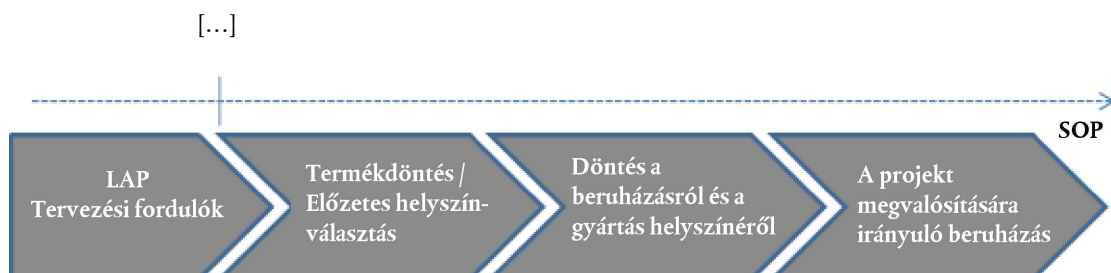 […]
SOP
LAP
Tervezési fordulók
Termékdöntés /
Előzetes helyszín-
választás
Döntés a
beruházásról és a
gyártás helyszínéről
A projekt
megvalósítására
irányuló beruházás